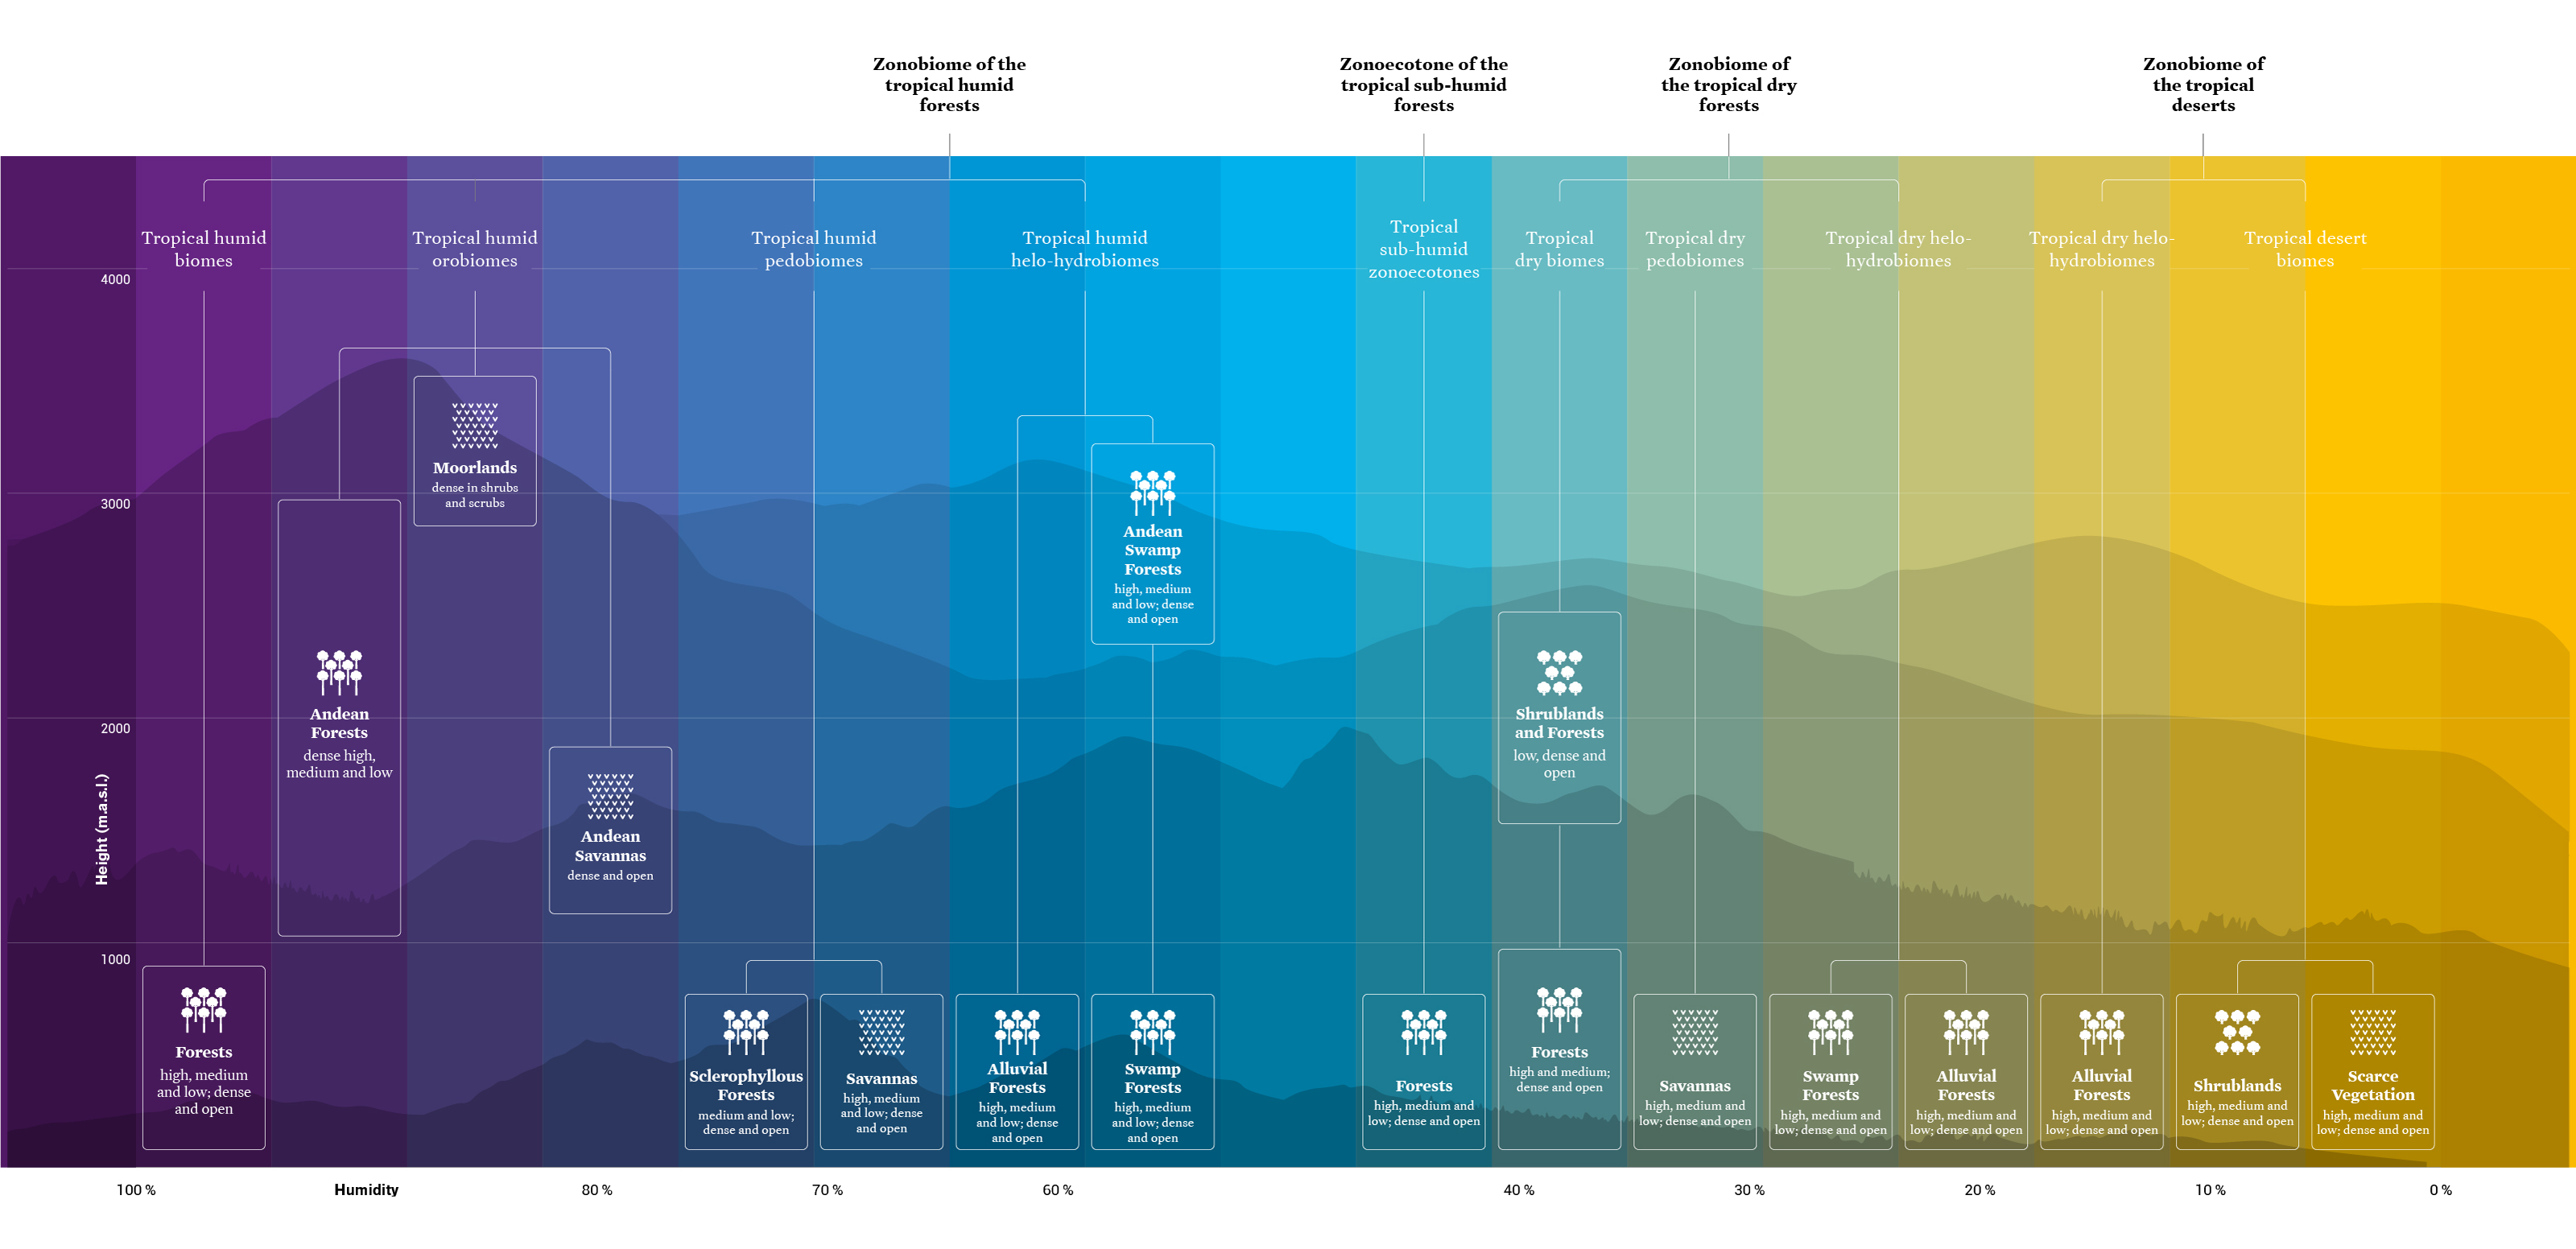 Zonobiome of the
tropical humid
forests
Zonoecotone of the
tropical sub-humid
forests
Zonobiome of
the tropical dry
forests
Zonobiome of
the tropical
deserts
Tropical humid
biomes
Tropical humid
orobiomes
Tropical humid
pedobiomes
Tropical humid
helo-hydrobiomes
Tropical
sub-humid
zonoecotones
Tropical
dry biomes
Tropical dry
pedobiomes
Tropical dry helo-
hydrobiomes
Tropical dry helo-
hydrobiomes
Tropical desert
biomes
4000
3000
2000
1000
Height (m.a.s.l.)
Moorlands
dense in shrubs
and scrubs
Andean
Swamp
Forests
high, medium
and low; dense
and open
Andean
Forests
dense high,
medium and low
Shrublands
and Forests
low, dense and
open
Andean
Savannas
dense and open
Forests
high, medium
and low; dense
and open
Sclerophyllous
Forests
medium and low;
dense and open
Savannas
high, medium
and low; dense
and open
Alluvial
Forests
high, medium
and low; dense
and open
Swamp
Forests
high, medium
and low; dense
and open
Forests
high, medium and
low; dense and open
Forests
high and medium;
dense and open
Savannas
high, medium and
low; dense and open
Swamp
Forests
high, medium and
low; dense and open
Alluvial
Forests
high, medium and
low; dense and open
Alluvial
Forests
high, medium and
low; dense and open
Shrublands
high, medium and
low; dense and open
Scarce
Vegetation
high, medium and
low; dense and open
100 %
Humidity
80 %
70 %
60 %
40 %
30 %
20 %
10 %
0 %